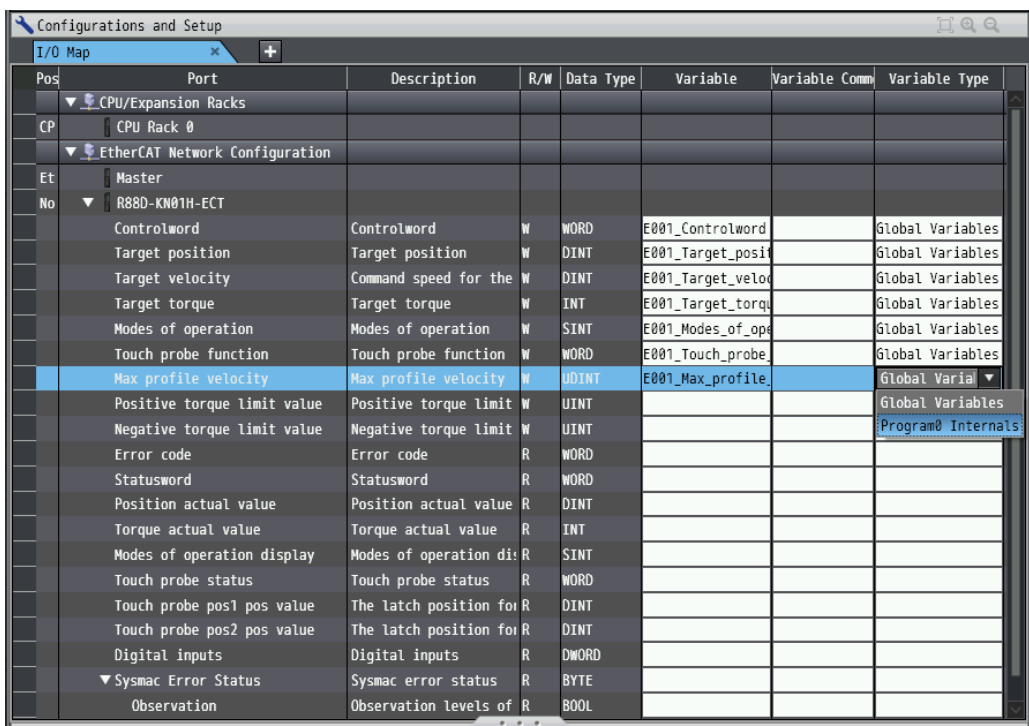 Configurations and Setup
I/O Map
Pos Port Description R/W Data Type Variable Variable Comm Variable Type
CPU/Expansion Racks
CP CPU Rack 0
EtherCAT Network Configuration
Et Master
No R88D-KN01H-ECT
Controlword Controlword W WORD E001_Controlword Global Variables
Target position Target position W DINT E001_Target_posit Global Variables
Target velocity Command speed for the W DINT E001_Target_veloc Global Variables
Target torque Target torque W INT E001_Target_torqu Global Variables
Modes of operation Modes of operation W SINT E001_Modes_of_ope Global Variables
Touch probe function Touch probe function W WORD E001_Touch_probe_ Global Variables
Max profile velocity Max profile velocity W UDINT E001_Max_profile_ Global Varial
Positive torque limit value Positive torque limit W UINT Global Variables
Negative torque limit value Negative torque limit W UINT Program0 Internals
Error code Error code R WORD
Statusword Statusword R WORD
Position actual value Position actual value R DINT
Torque actual value Torque actual value R INT
Modes of operation display Modes of operation dis R SINT
Touch probe status Touch probe status R WORD
Touch probe pos1 pos value The latch position for R DINT
Touch probe pos2 pos value The latch position for R DINT
Digital inputs Digital inputs R DWORD
Sysmac Error Status Sysmac error status R BYTE
Observation Observation levels of R BOOL